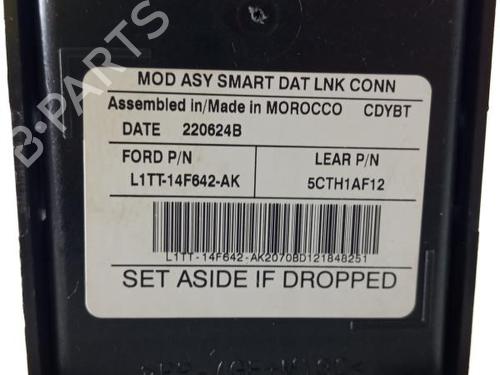 B-PARTS
MOD ASY SMART DAT LNK CONN
Assembled in/Made in MOROCCO CDYBT
DATE 220624B
FORD P/N LEAR P/N
L1TT-14F642-AK 5CTH1AF12
L1TT-14F642-AK2070BD121848251
SET ASIDE IF DROPPED